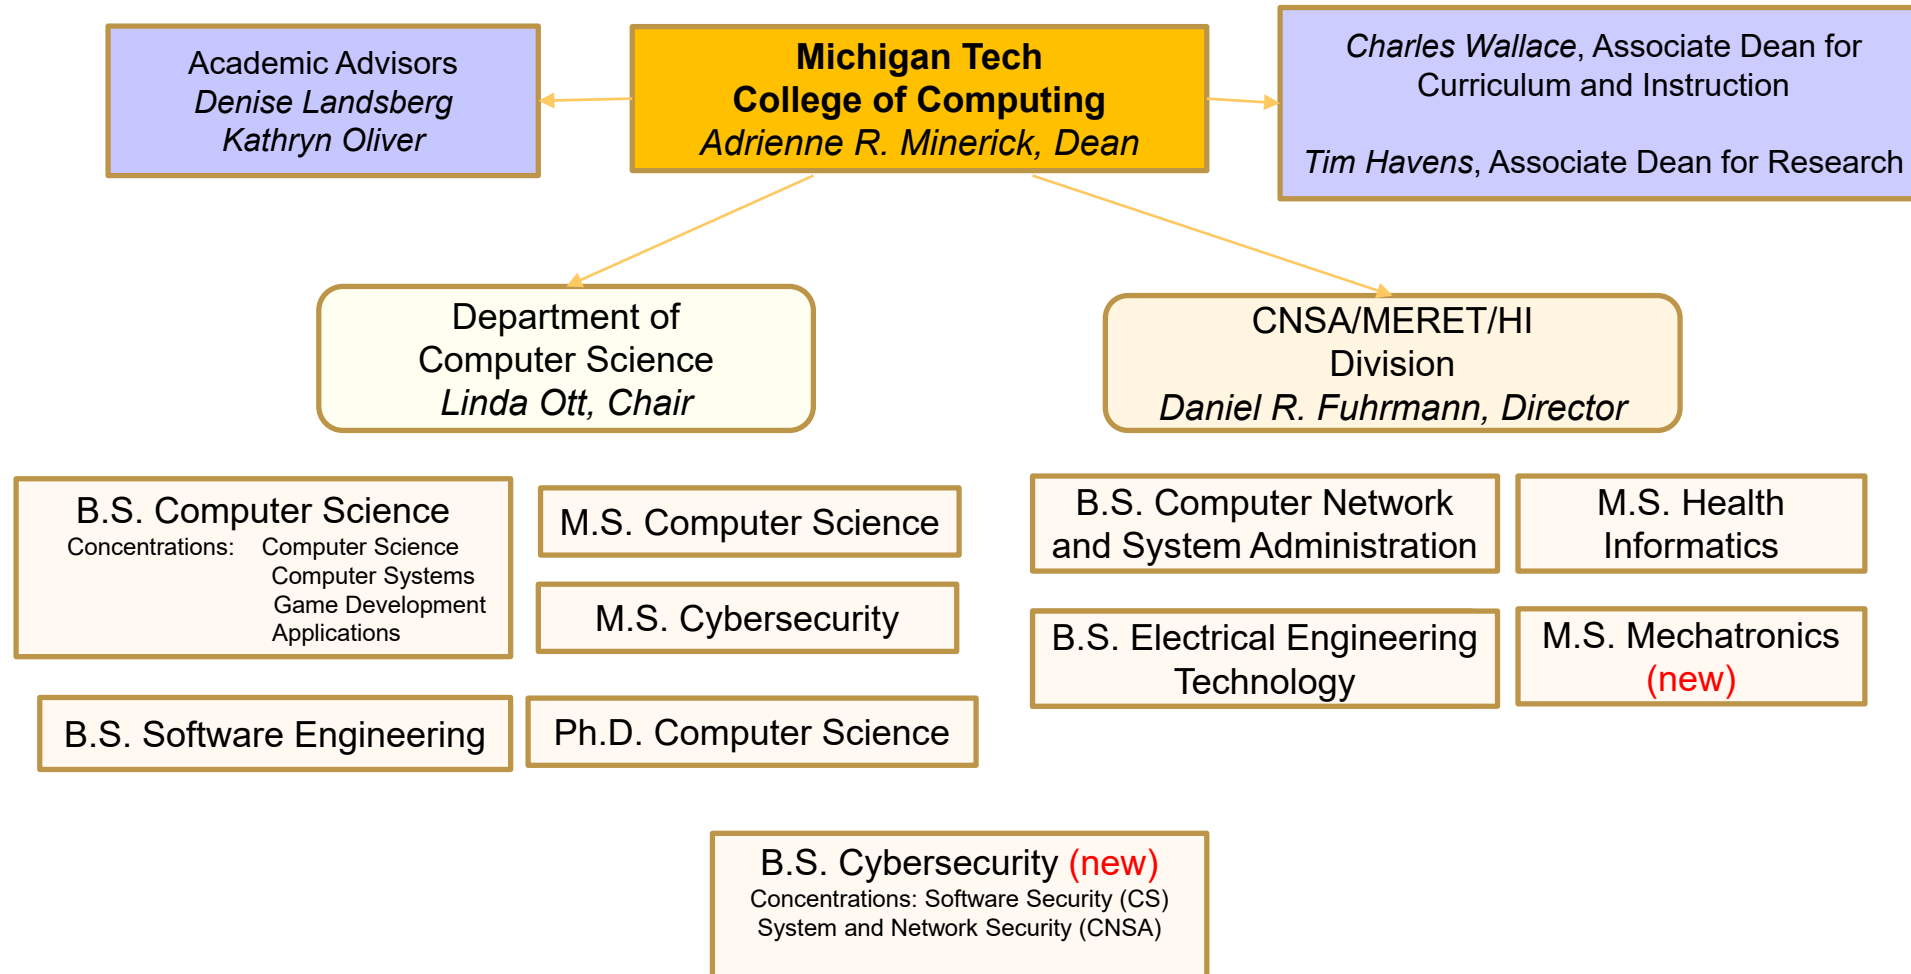 Academic Advisors
Denise Landsberg
Kathryn Oliver
Michigan Tech
College of Computing
Adrienne R. Minerick, Dean
Charles Wallace, Associate Dean for
Curriculum and Instruction
Tim Havens, Associate Dean for Research
Department of
Computer Science
Linda Ott, Chair
CNSA/MERET/HI
Division
Daniel R. Fuhrmann, Director
B.S. Computer Science
Concentrations: Computer Science
Computer Systems
Game Development
Applications
M.S. Computer Science
M.S. Cybersecurity
B.S. Software Engineering
Ph.D. Computer Science
B.S. Computer Network
and System Administration
M.S. Health
Informatics
B.S. Electrical Engineering
Technology
M.S. Mechatronics
(new)
B.S. Cybersecurity (new)
Concentrations: Software Security (CS)
System and Network Security (CNSA)